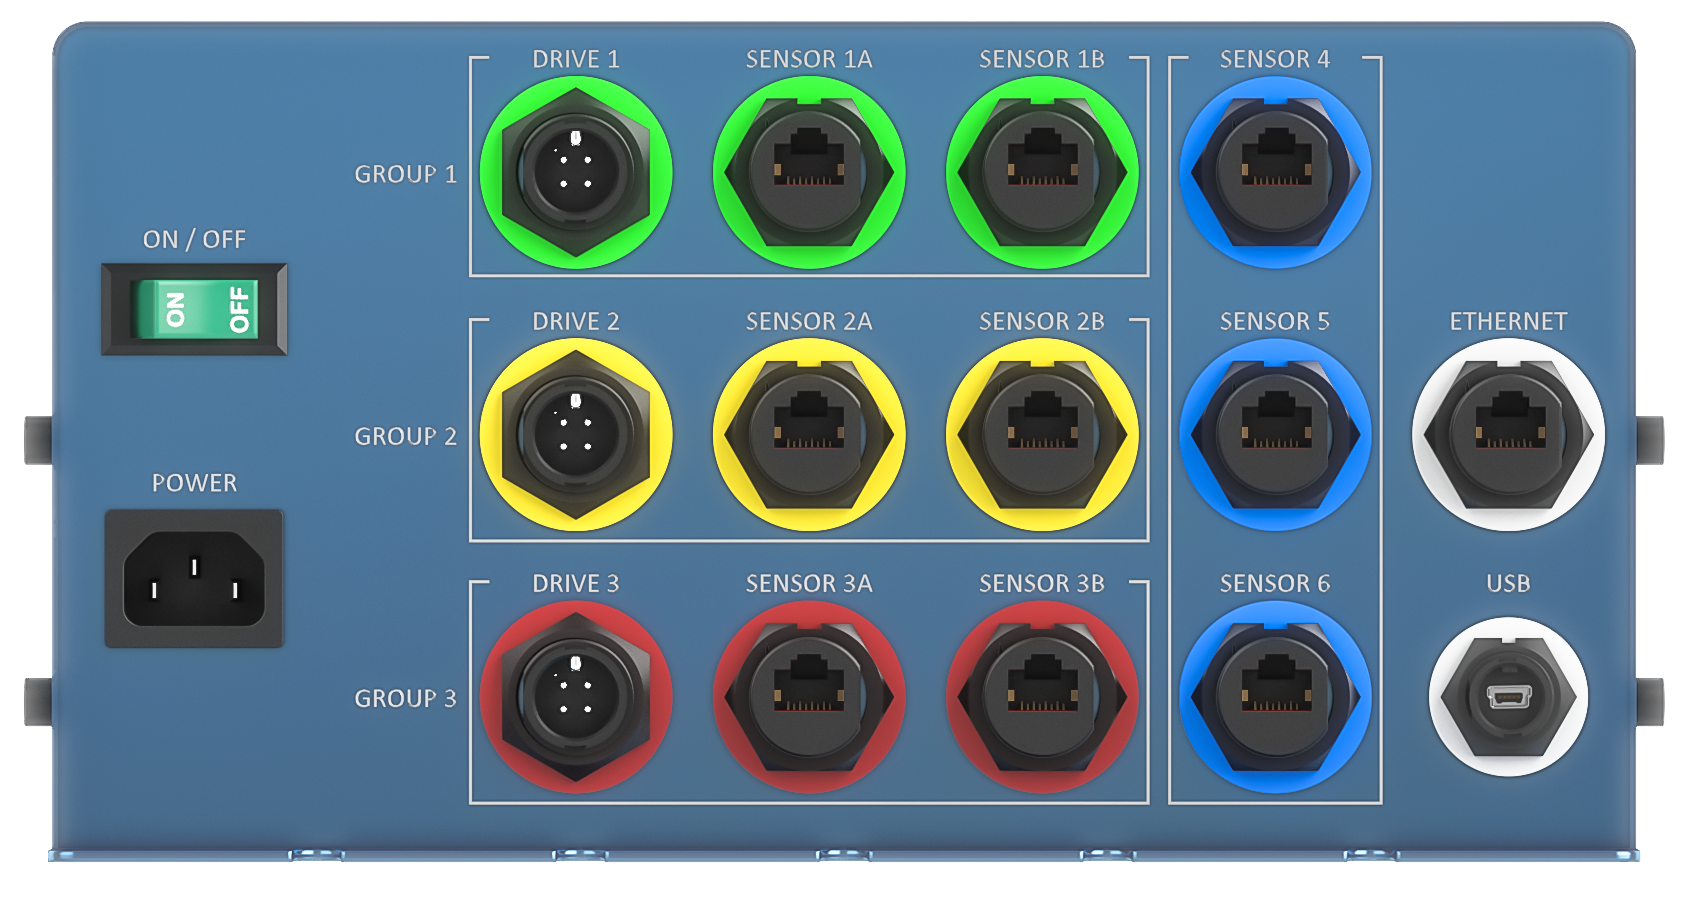 DRIVE 1
SENSOR 1A
SENSOR 1B
SENSOR 4
GROUP 1
ON / OFF
ON
OFF
DRIVE 2
SENSOR 2A
SENSOR 2B
SENSOR 5
ETHERNET
GROUP 2
POWER
DRIVE 3
SENSOR 3A
SENSOR 3B
SENSOR 6
USB
GROUP 3